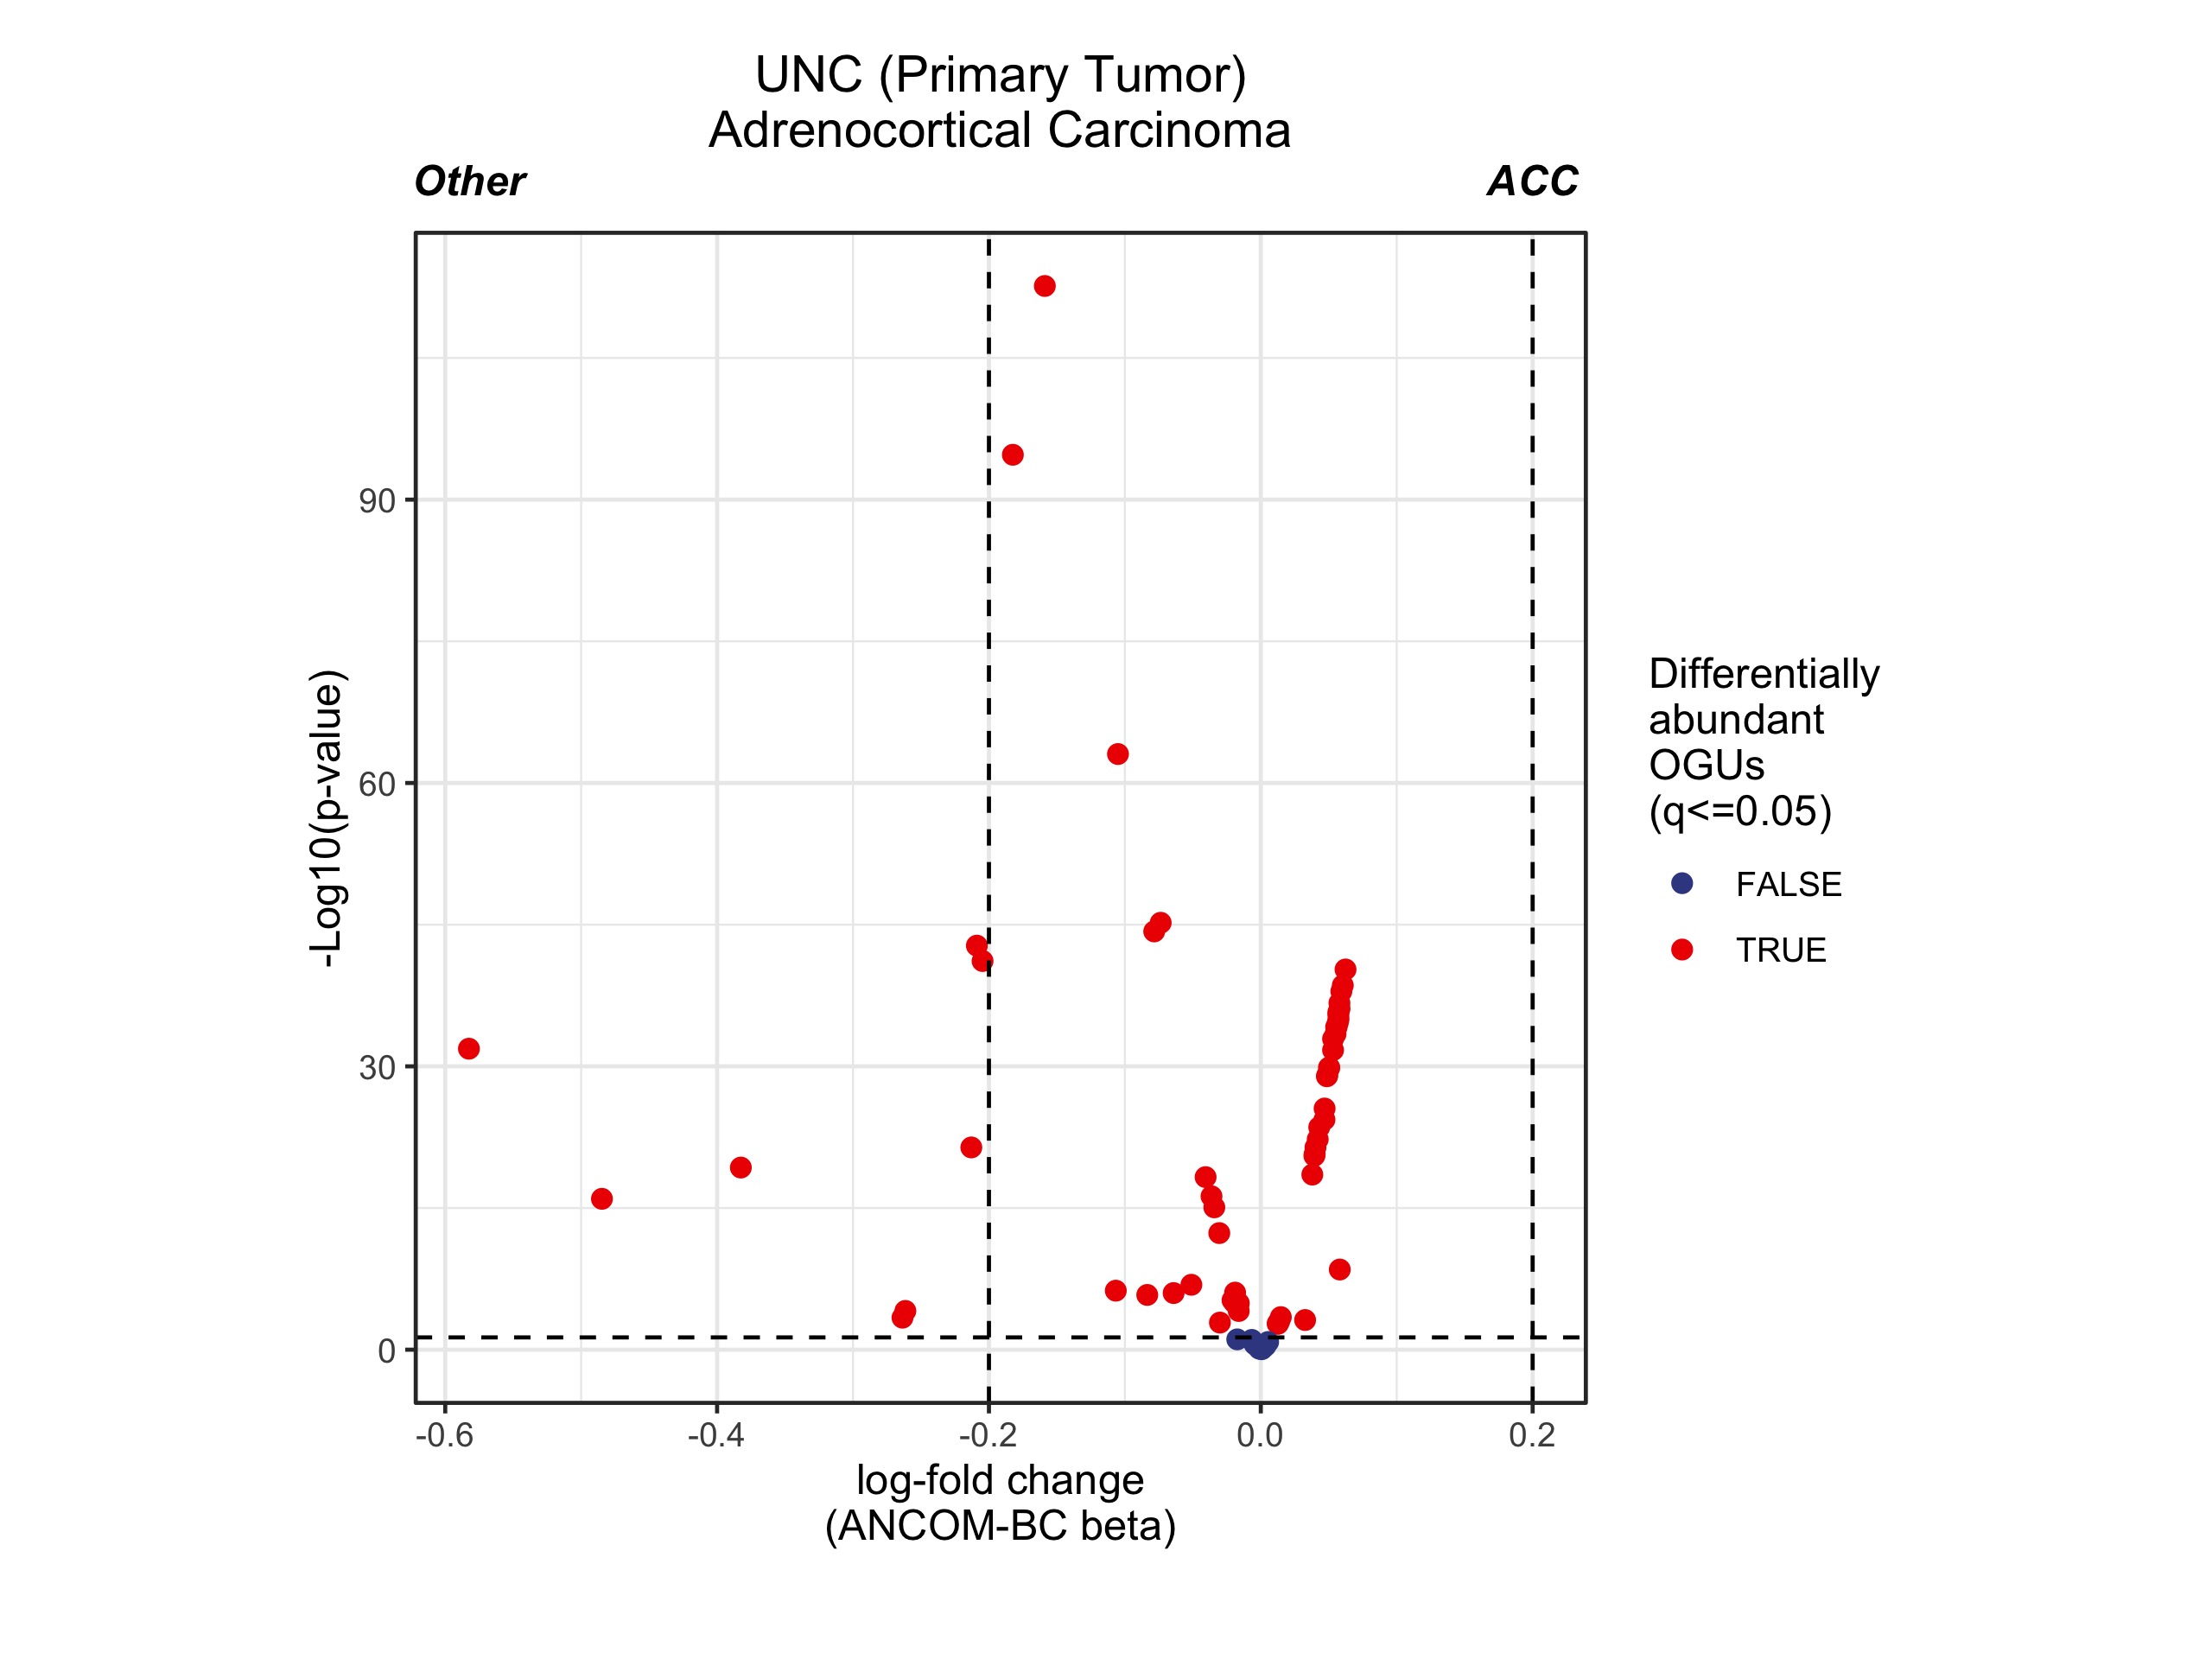 UNC (Primary Tumor)
Adrenocortical Carcinoma
Other
ACC
-Log10(p-value)
90
60
30
0
-0.6
-0.4
-0.2
0.0
0.2
log-fold change
(ANCOM-BC beta)
Differentially
abundant
OGUs
(q<=0.05)
FALSE
TRUE